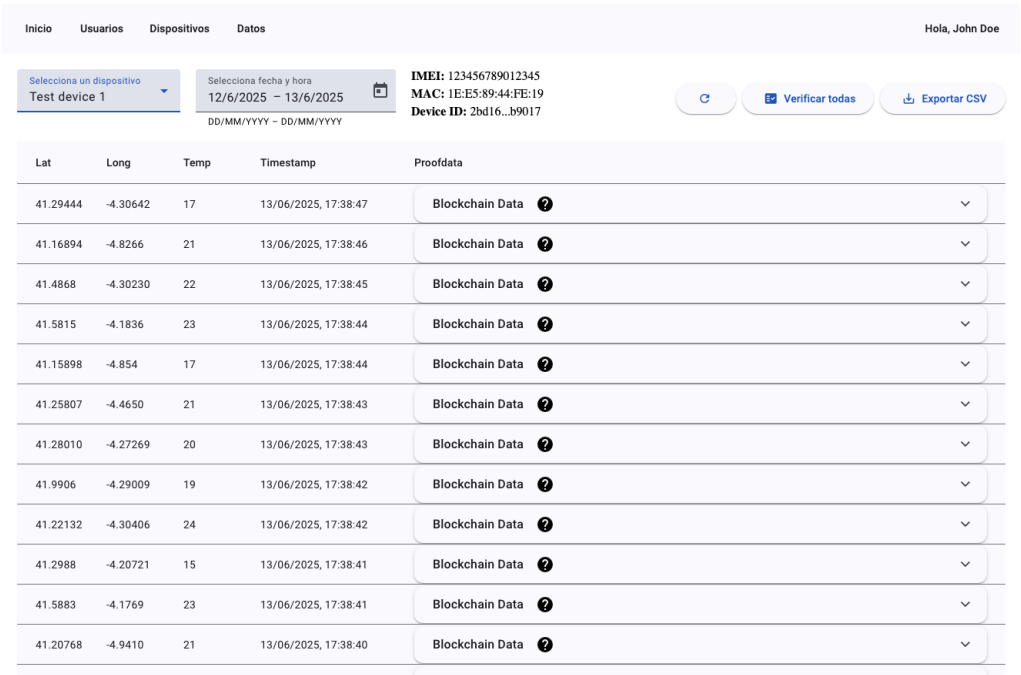 Inicio Usuarios Dispositivos Datos Hola, John Doe
Selecciona un dispositivo
Test device 1
Selecciona fecha y hora
12/6/2025 – 13/6/2025
DD/MM/YYYY – DD/MM/YYYY
IMEI: 123456789012345
MAC: 1E:E5:89:44:FE:19
Device ID: 2bd16...b9017
Verificar todas
Exportar CSV
Lat Long Temp Timestamp Proofdata
41.29444 -4.30642 17 13/06/2025, 17:38:47 Blockchain Data ?
41.16894 -4.8266 21 13/06/2025, 17:38:46 Blockchain Data ?
41.4868 -4.30230 22 13/06/2025, 17:38:45 Blockchain Data ?
41.5815 -4.1836 23 13/06/2025, 17:38:44 Blockchain Data ?
41.15898 -4.854 17 13/06/2025, 17:38:44 Blockchain Data ?
41.25807 -4.4650 21 13/06/2025, 17:38:43 Blockchain Data ?
41.28010 -4.27269 20 13/06/2025, 17:38:43 Blockchain Data ?
41.9906 -4.29009 19 13/06/2025, 17:38:42 Blockchain Data ?
41.22132 -4.30406 24 13/06/2025, 17:38:42 Blockchain Data ?
41.2988 -4.20721 15 13/06/2025, 17:38:41 Blockchain Data ?
41.5883 -4.1769 23 13/06/2025, 17:38:41 Blockchain Data ?
41.20768 -4.9410 21 13/06/2025, 17:38:40 Blockchain Data ?